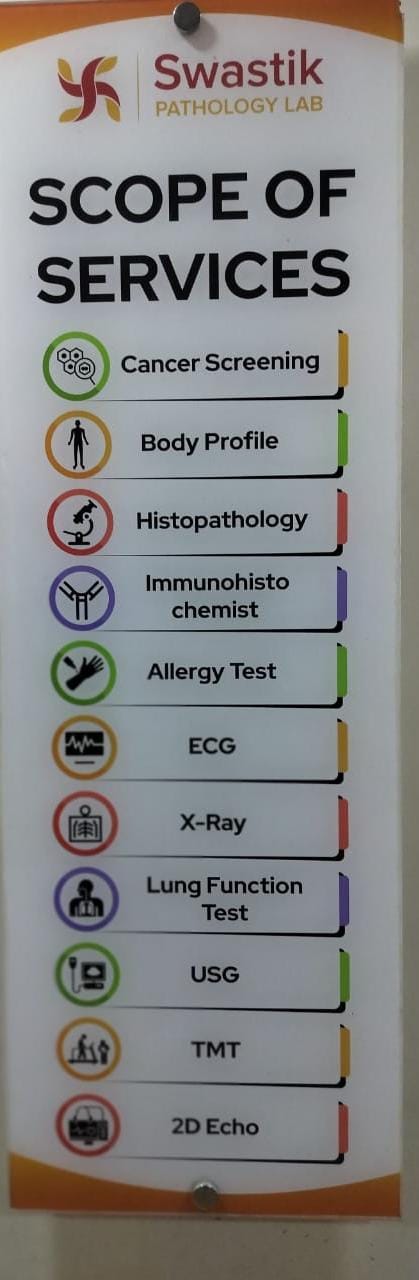 Swastik
PATHOLOGY LAB
SCOPE OF
SERVICES
Cancer Screening
Body Profile
Histopathology
Immunohisto
chemist
Allergy Test
ECG
X-Ray
Lung Function
Test
USG
TMT
2D Echo